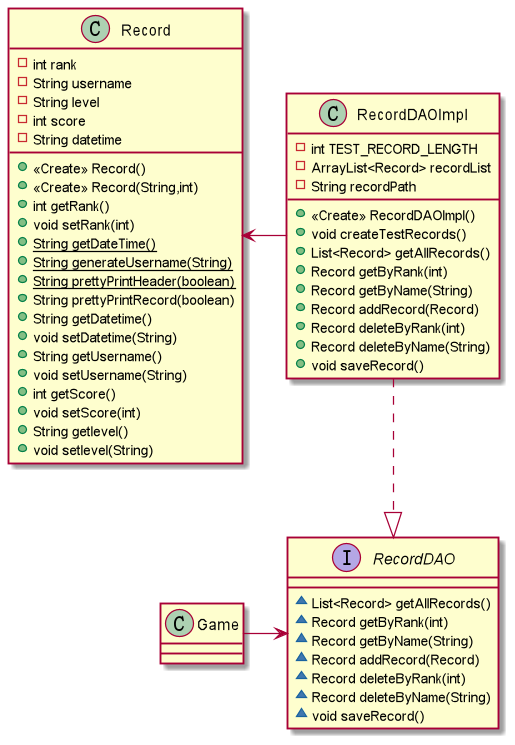 C Record
int rank
String username
String level
int score
String datetime
«Create» Record()
«Create» Record(String,int)
int getRank()
void setRank(int)
String getDateTime()
String generateUsername(String)
String prettyPrintHeader(boolean)
String prettyPrintRecord(boolean)
String getDatetime()
void setDatetime(String)
String getUsername()
void setUsername(String)
int getScore()
void setScore(int)
String getlevel()
void setlevel(String)
C RecordDAOImpl
int TEST_RECORD_LENGTH
ArrayList<Record> recordList
String recordPath
«Create» RecordDAOImpl()
void createTestRecords()
List<Record> getAllRecords()
Record getByRank(int)
Record getByName(String)
Record addRecord(Record)
Record deleteByRank(int)
Record deleteByName(String)
void saveRecord()
C Game
I RecordDAO
List<Record> getAllRecords()
Record getByRank(int)
Record getByName(String)
Record addRecord(Record)
Record deleteByRank(int)
Record deleteByName(String)
void saveRecord()